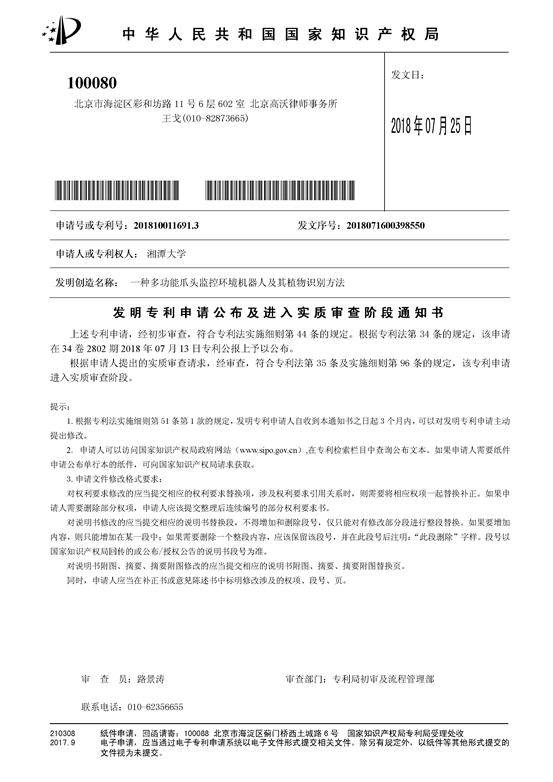 中华人民共和国国家知识产权局
100080
发文日：
北京市海淀区彩和坊路 11 号 6 层 602 室 北京高沃律师事务所
王戈(010-82873665)
2018 年 07 月 25 日
申请号或专利号：201810011691.3
发文序号：2018071600398550
申请人或专利权人： 湘潭大学
发明创造名称： 一种多功能爪头监控环境机器人及其植物识别方法
发明专利申请公布及进入实质审查阶段通知书
上述专利申请，经初步审查，符合专利法实施细则第 44 条的规定。根据专利法第 34 条的规定，该申请
在 34 卷 2802 期 2018 年 07 月 13 日专利公报上予以公布。
根据申请人提出的实质审查请求，经审查，符合专利法第 35 条及实施细则第 96 条的规定，该专利申请
进入实质审查阶段。
提示：
1.根据专利法实施细则第 51 条第 1 款的规定，发明专利申请人自收到本通知书之日起 3 个月内，可以对发明专利申请主动
提出修改。
2. 申请人可以访问国家知识产权局政府网站（www.sipo.gov.cn）,在专利检索栏目中查询公布文本。如果申请人需要纸件
申请公布单行本的纸件，可向国家知识产权局请求获取。
3.申请文件修改格式要求：
对权利要求修改的应当提交相应的权利要求替换项，涉及权利要求引用关系时，则需要将相应权项一起替换补正。如果申
请人需要删除部分权项，申请人应该提交整理后连续编号的部分权利要求书。
对说明书修改的应当提交相应的说明书替换段，不得增加和删除段号，仅只能对有修改部分段进行整段替换。如果要增加
内容，则只能增加在某一段中；如果需要删除一个整段内容，应该保留该段号，并在此段号后注明：“此段删除”字样。段号以
国家知识产权局回传的或公布/授权公告的说明书段号为准。
对说明书附图、摘要、摘要附图修改的应当提交相应的说明书附图、摘要、摘要附图替换页。
同时，申请人应当在补正书或意见陈述书中标明修改涉及的权项、段号、页。
审 查 员：路景涛
审查部门：专利局初审及流程管理部
联系电话：010-62356655
210308 纸件申请，回函请寄：100088 北京市海淀区蓟门桥西土城路 6 号 国家知识产权局专利局受理处收
2017.9 电子申请，应当通过电子专利申请系统以电子文件形式提交相关文件。除另有规定外，以纸件等其他形式提交的
文件视为未提交。